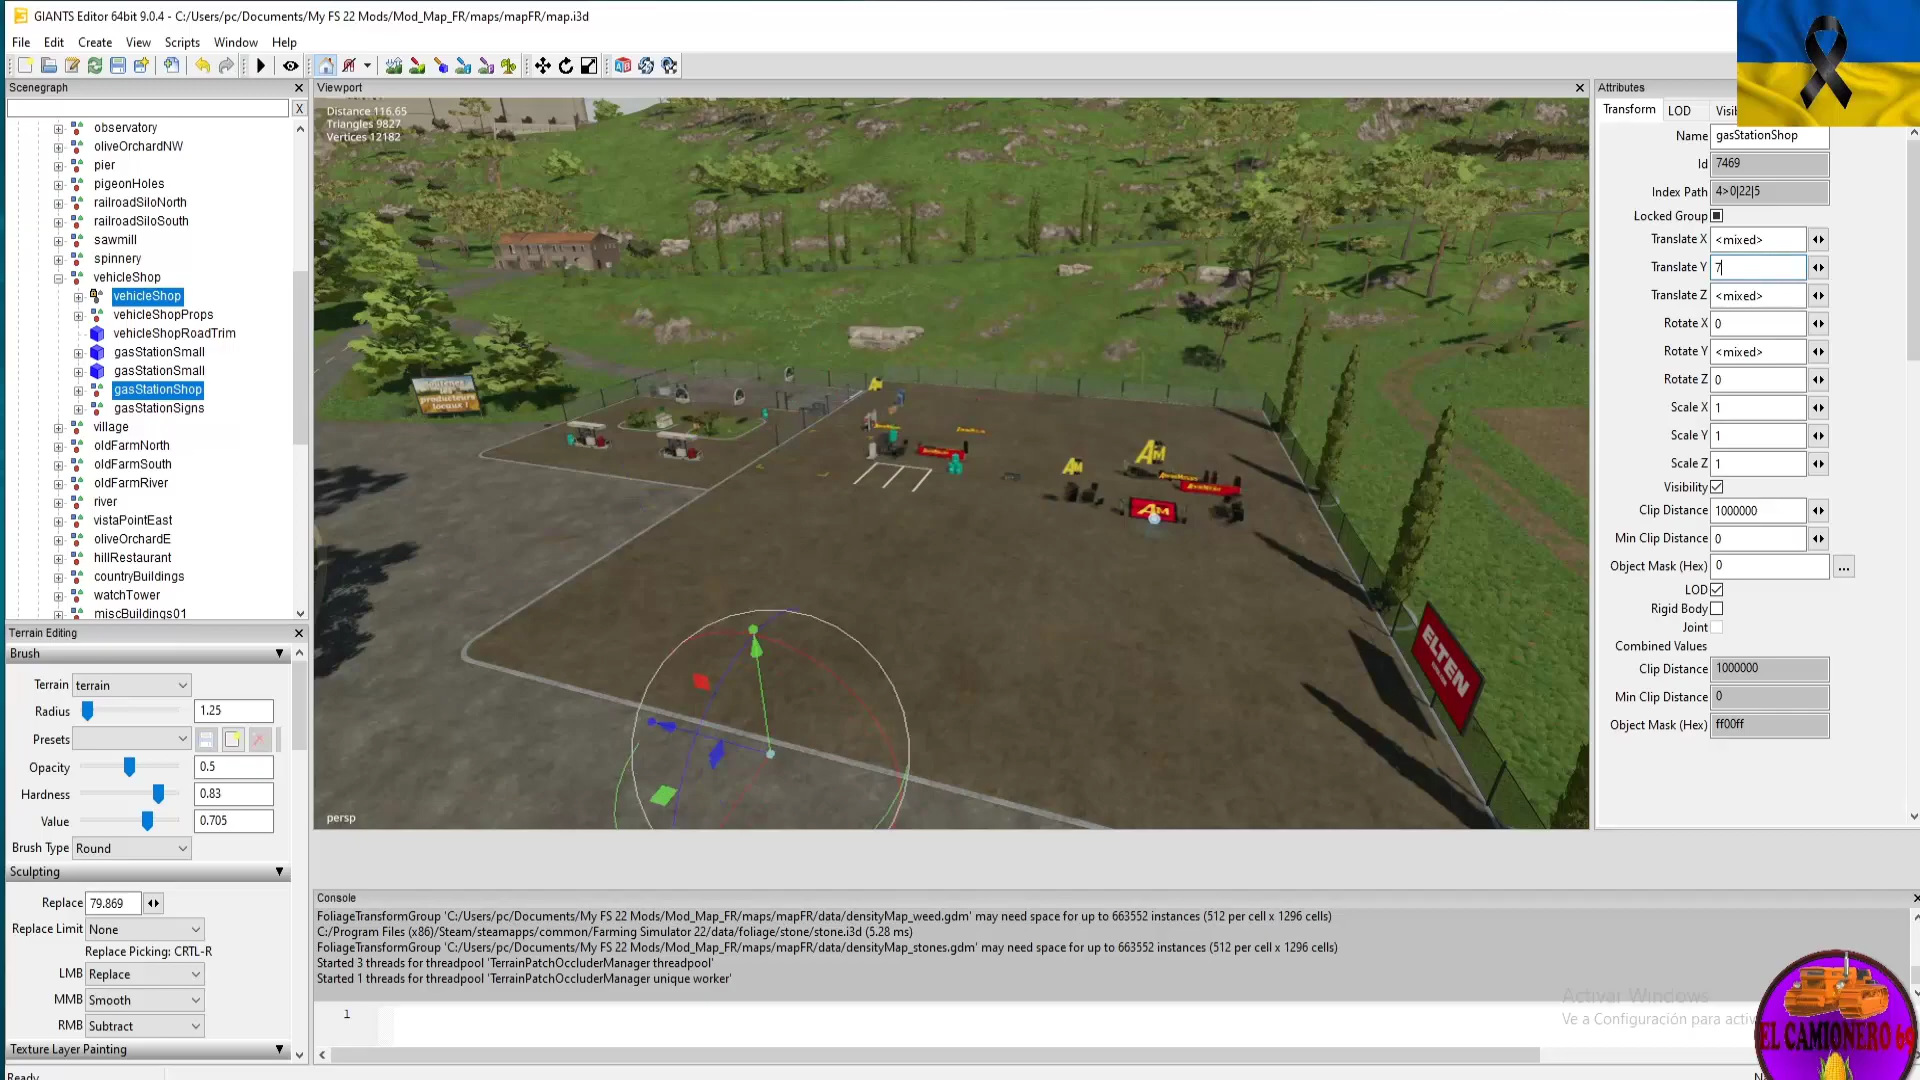 GIANTS Editor 64bit 9.0.4 - C:/Users/pc/Documents/My FS 22 Mods/Mod_Map_FR/maps/mapFR/map.i3d
File Edit Create View Scripts Window Help
Scenegraph
X
observatory
oliveOrchardNW
pier
pigeonHoles
railroadSiloNorth
railroadSiloSouth
sawmill
spinnery
vehicleShop
vehicleShop
vehicleShopProps
vehicleShopRoadTrim
gasStationSmall
gasStationSmall
gasStationShop
gasStationSigns
village
oldFarmNorth
oldFarmSouth
oldFarmRiver
river
vistaPointEast
oliveOrchardE
hillRestaurant
countryBuildings
watchTower
miscBuildings01
Terrain Editing
Brush
Terrain terrain
Radius 1.25
Presets
Opacity 0.5
Hardness 0.83
Value 0.705
Brush Type Round
Sculpting
Replace 79.869
Replace Limit None
Replace Picking: CRTL-R
LMB Replace
MMB Smooth
RMB Subtract
Texture Layer Painting
Ready
Viewport
Distance 116.65
Triangles 9827
Vertices 12182
producteurs
locaux !
AM
AM
AM
ELTEN
persp
Console
FoliageTransformGroup 'C:/Users/pc/Documents/My FS 22 Mods/Mod_Map_FR/maps/mapFR/data/densityMap_weed.gdm' may need space for up to 663552 instances (512 per cell x 1296 cells)
C:/Program Files (x86)/Steam/steamapps/common/Farming Simulator 22/data/foliage/stone/stone.i3d (5.28 ms)
FoliageTransformGroup 'C:/Users/pc/Documents/My FS 22 Mods/Mod_Map_FR/maps/mapFR/data/densityMap_stones.gdm' may need space for up to 663552 instances (512 per cell x 1296 cells)
Started 3 threads for threadpool 'TerrainPatchOccluderManager threadpool'
Started 1 threads for threadpool 'TerrainPatchOccluderManager unique worker'
1
Attributes
Transform LOD Visi
Name gasStationShop
Id 7469
Index Path 4>0|22|5
Locked Group
Translate X <mixed>
Translate Y 7
Translate Z <mixed>
Rotate X 0
Rotate Y <mixed>
Rotate Z 0
Scale X 1
Scale Y 1
Scale Z 1
Visibility
Clip Distance 1000000
Min Clip Distance 0
Object Mask (Hex) 0 ...
LOD
Rigid Body
Joint
Combined Values
Clip Distance 1000000
Min Clip Distance 0
Object Mask (Hex) ff00ff
Activar Windows
Ve a Configuración para activ
EL CAMIONERO 69